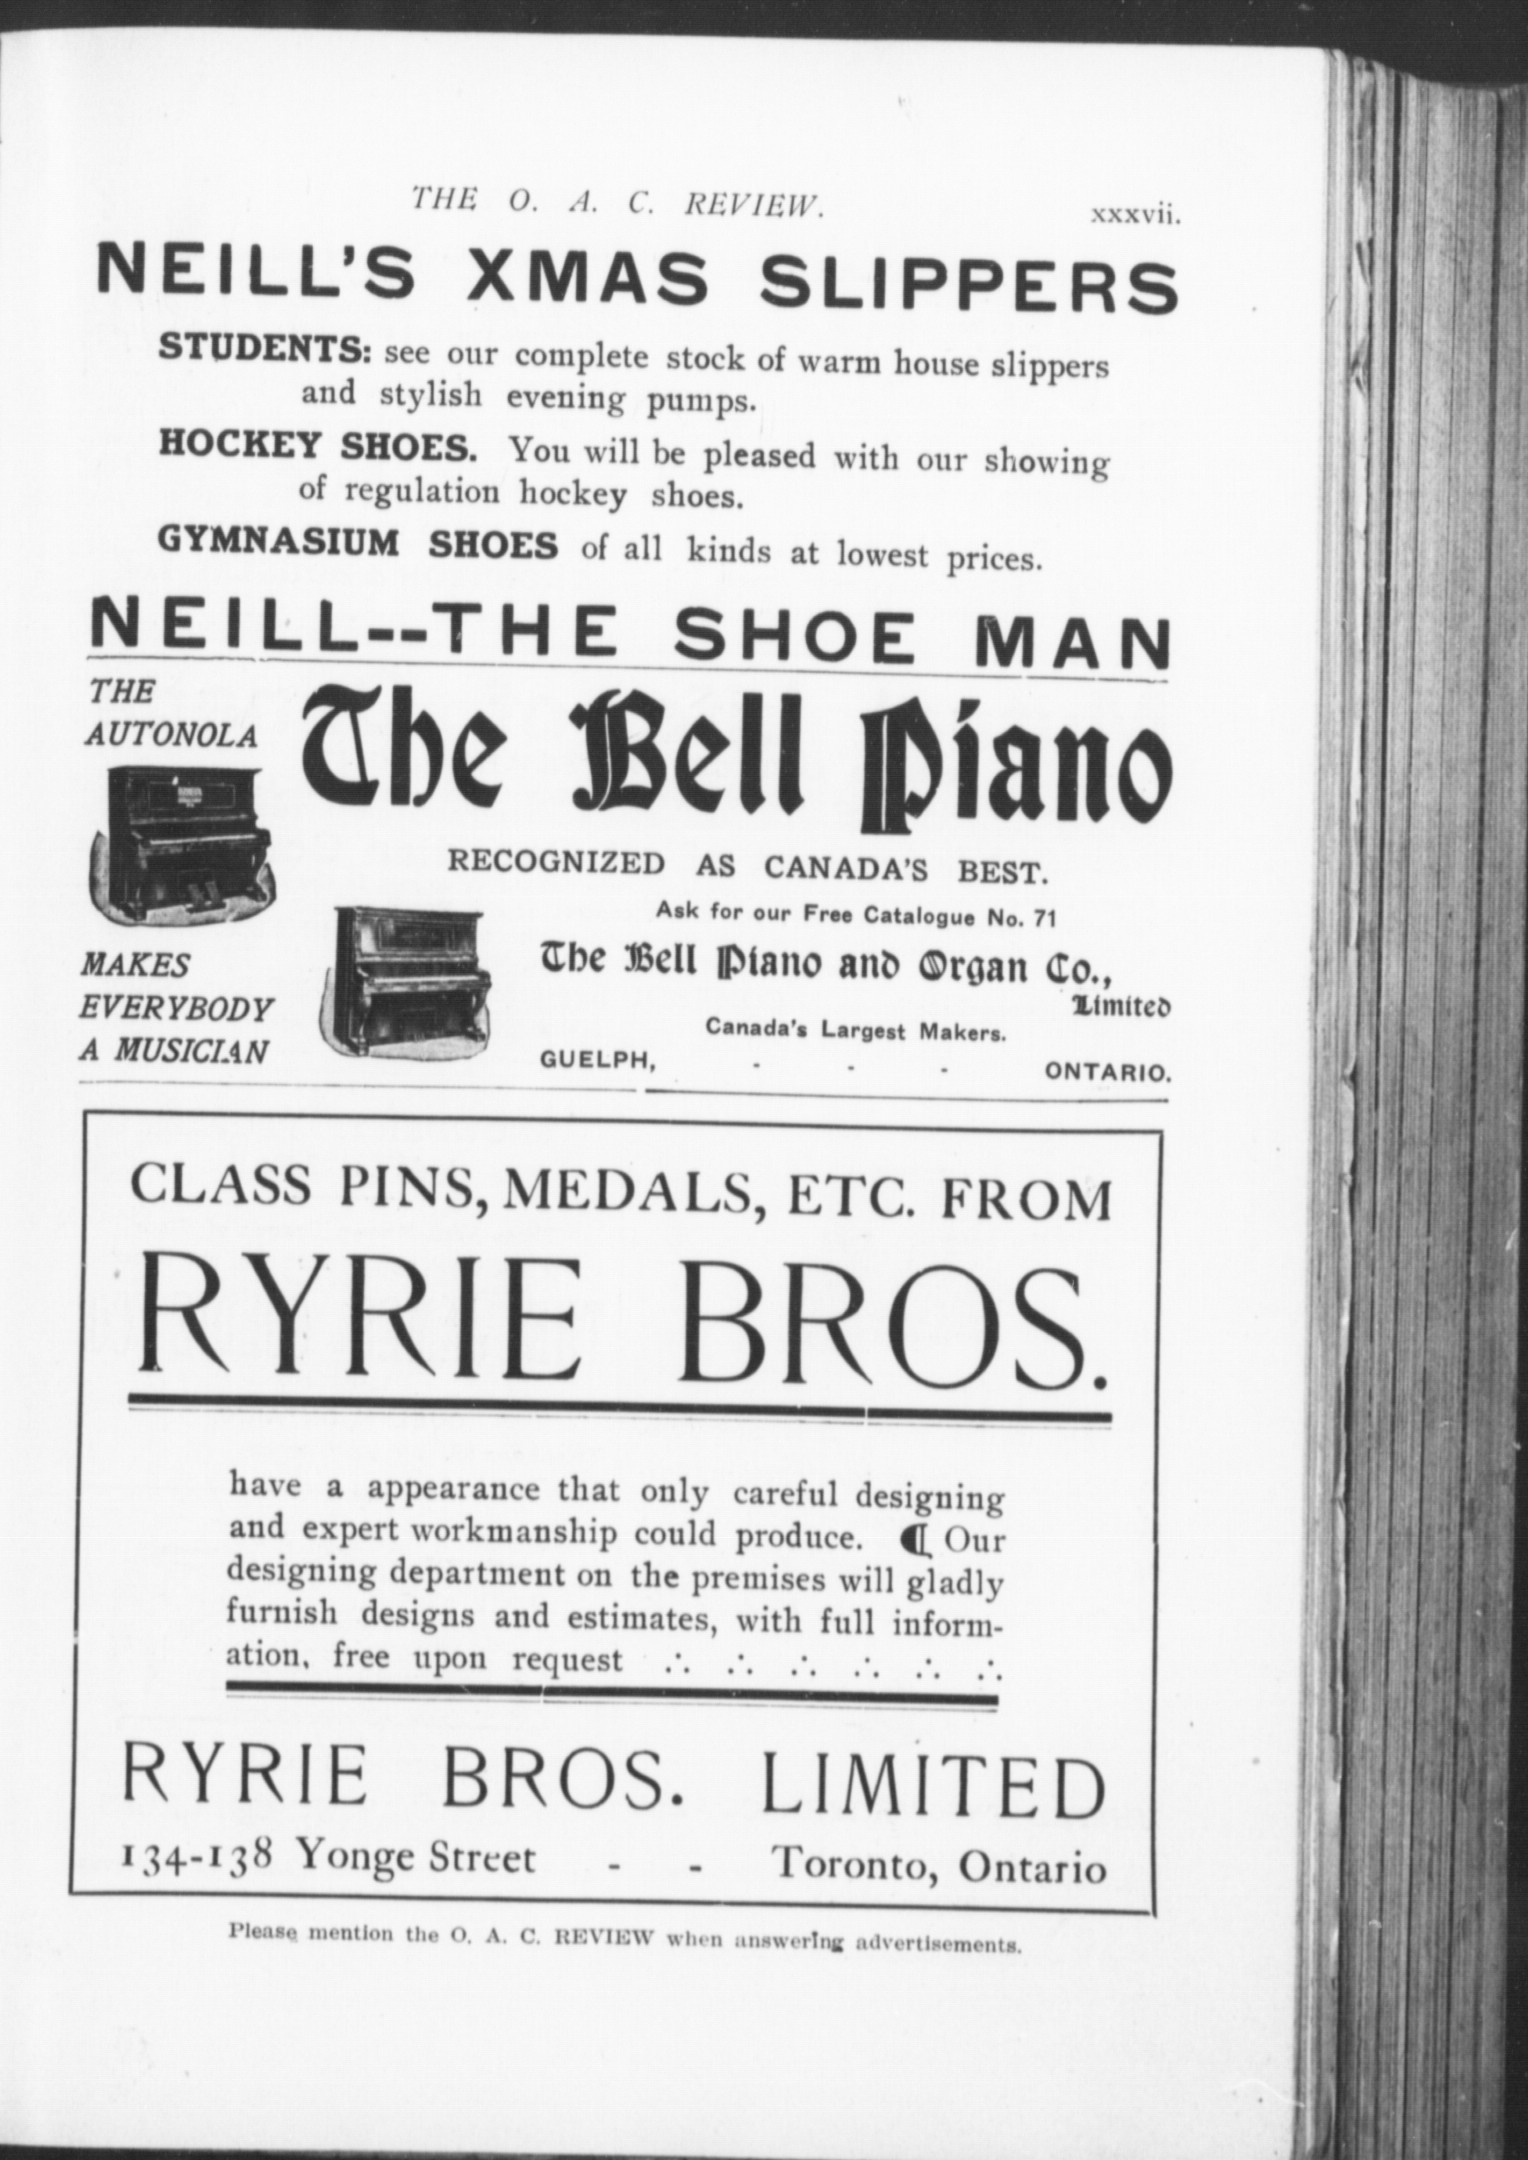 THE O. A. C. REVIEW. xxxvii.
NEILL'S XMAS SLIPPERS
STUDENTS: see our complete stock of warm house slippers
and stylish evening pumps.
HOCKEY SHOES. You will be pleased with our showing
of regulation hockey shoes.
GYMNASIUM SHOES of all kinds at lowest prices.
NEILL--THE SHOE MAN
THE
AUTONOLA
MAKES
EVERYBODY
A MUSICIAN
The Bell Piano
RECOGNIZED AS CANADA'S BEST.
Ask for our Free Catalogue No. 71
The Bell Piano and Organ Co.,
Limited
Canada's Largest Makers.
GUELPH, - - - ONTARIO.
CLASS PINS, MEDALS, ETC. FROM
RYRIE BROS.
have a appearance that only careful designing
and expert workmanship could produce. ¶ Our
designing department on the premises will gladly
furnish designs and estimates, with full inform-
ation, free upon request ∴ ∴ ∴ ∴ ∴ ∴
RYRIE BROS. LIMITED
134-138 Yonge Street - - Toronto, Ontario
Please mention the O. A. C. REVIEW when answering advertisements.